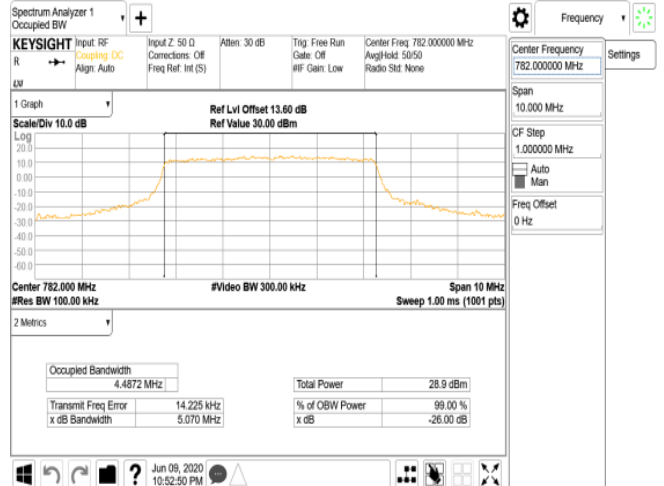 Spectrum Analyzer 1
Occupied BW
+
Frequency
KEYSIGHT
R
LXI
Input: RF
Coupling: DC
Align: Auto
Input Z: 50 Ω
Corrections: Off
Freq Ref: Int (S)
Atten: 30 dB
Trig: Free Run
Gate: Off
#IF Gain: Low
Center Freq: 782.000000 MHz
Avg|Hold: 50/50
Radio Std: None
Center Frequency
782.000000 MHz
Settings
Span
10.000 MHz
CF Step
1.000000 MHz
Auto
Man
Freq Offset
0 Hz
1 Graph
Scale/Div 10.0 dB
Ref Lvl Offset 13.60 dB
Ref Value 30.00 dBm
Log
20.0
10.0
0.00
-10.0
-20.0
-30.0
-40.0
-50.0
-60.0
Center 782.000 MHz
#Video BW 300.00 kHz
Span 10 MHz
#Res BW 100.00 kHz
Sweep 1.00 ms (1001 pts)
2 Metrics
Occupied Bandwidth
4.4872 MHz
Total Power 28.9 dBm
Transmit Freq Error 14.225 kHz
% of OBW Power 99.00 %
x dB Bandwidth 5.070 MHz
x dB -26.00 dB
?
Jun 09, 2020
10:52:50 PM